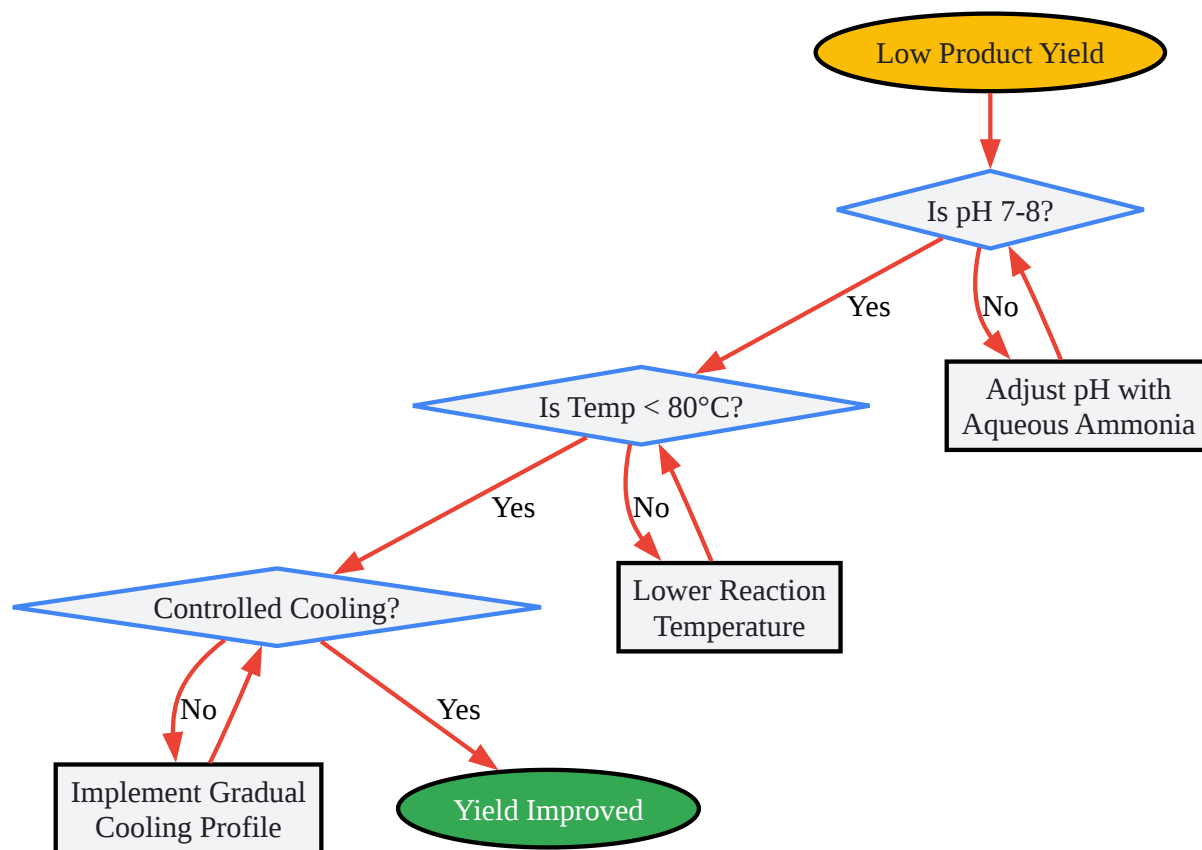 Low Product Yield
Is pH 7-8?
Yes
No
Adjust pH with
Aqueous Ammonia
Is Temp < 80°C?
Yes
No
Lower Reaction
Temperature
Controlled Cooling?
No
Yes
Implement Gradual
Cooling Profile
Yield Improved